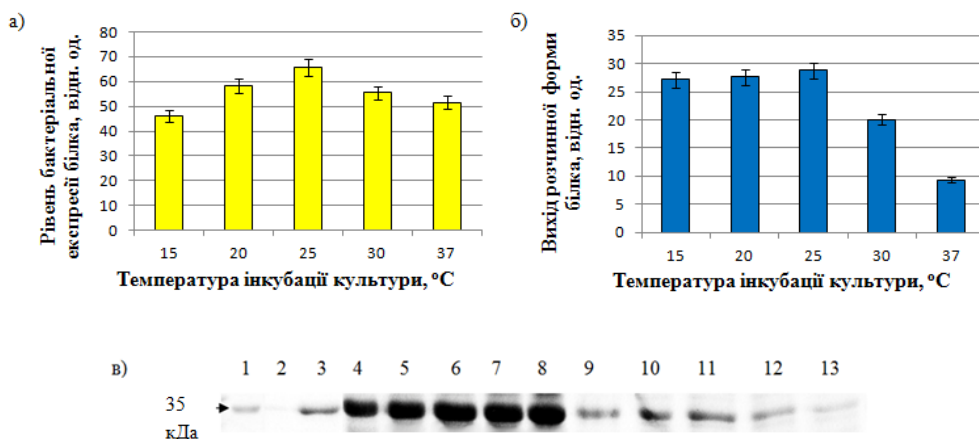 а)
80
70
60
50
40
30
20
10
0
Рівень бактеріальної
експресії білка, відн. од.
15 20 25 30 37
Температура інкубації культури, °С
б)
35
30
25
20
15
10
5
0
Вихід розчинної форми
білка, відн. од.
15 20 25 30 37
Температура інкубації культури, °С
в) 1 2 3 4 5 6 7 8 9 10 11 12 13
35
кДа